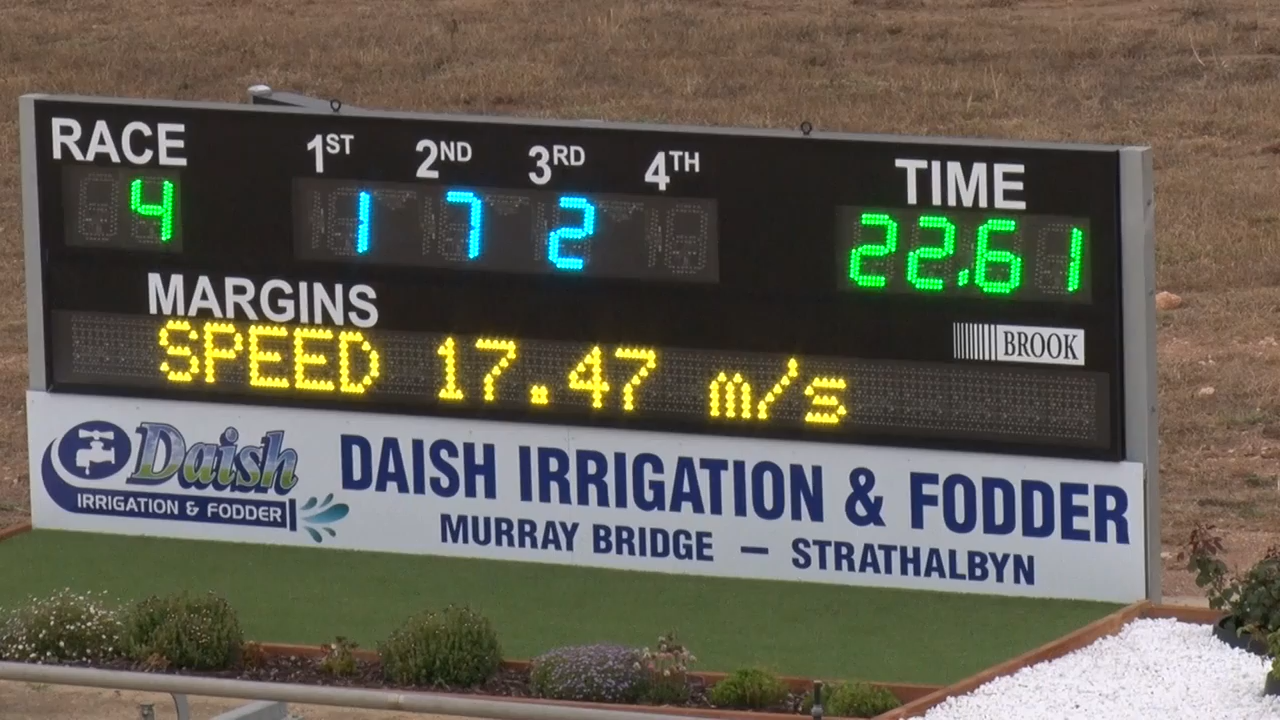 RACE 1ST 2ND 3RD 4TH TIME
4 1 7 2 22.61
MARGINS
BROOK
SPEED 17.47 m/s
Daish
IRRIGATION & FODDER
DAISH IRRIGATION & FODDER
MURRAY BRIDGE — STRATHALBYN